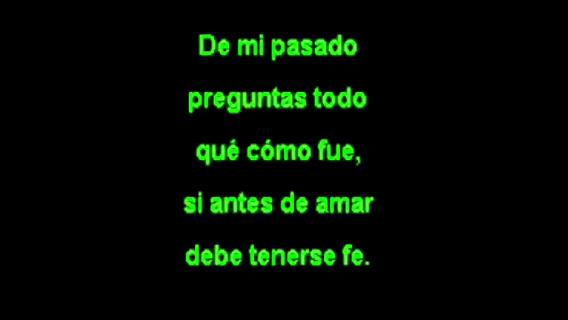 De mi pasado
preguntas todo
qué cómo fue,
si antes de amar
debe tenerse fe.